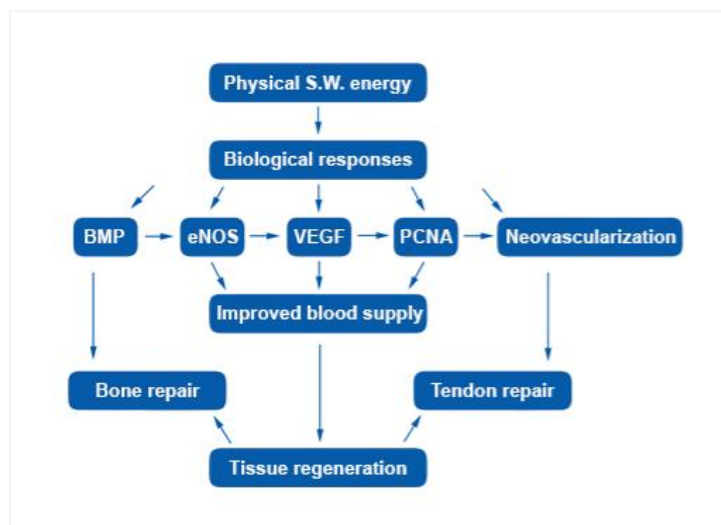 Physical S.W. energy
Biological responses
BMP
eNOS
VEGF
PCNA
Neovascularization
Improved blood supply
Bone repair
Tendon repair
Tissue regeneration